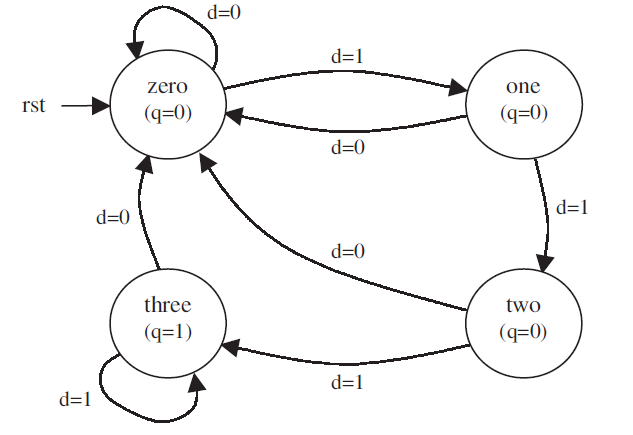 d=0
d=1
zero
(q=0)
one
(q=0)
rst
d=0
d=1
d=0
d=0
three
(q=1)
two
(q=0)
d=1
d=1